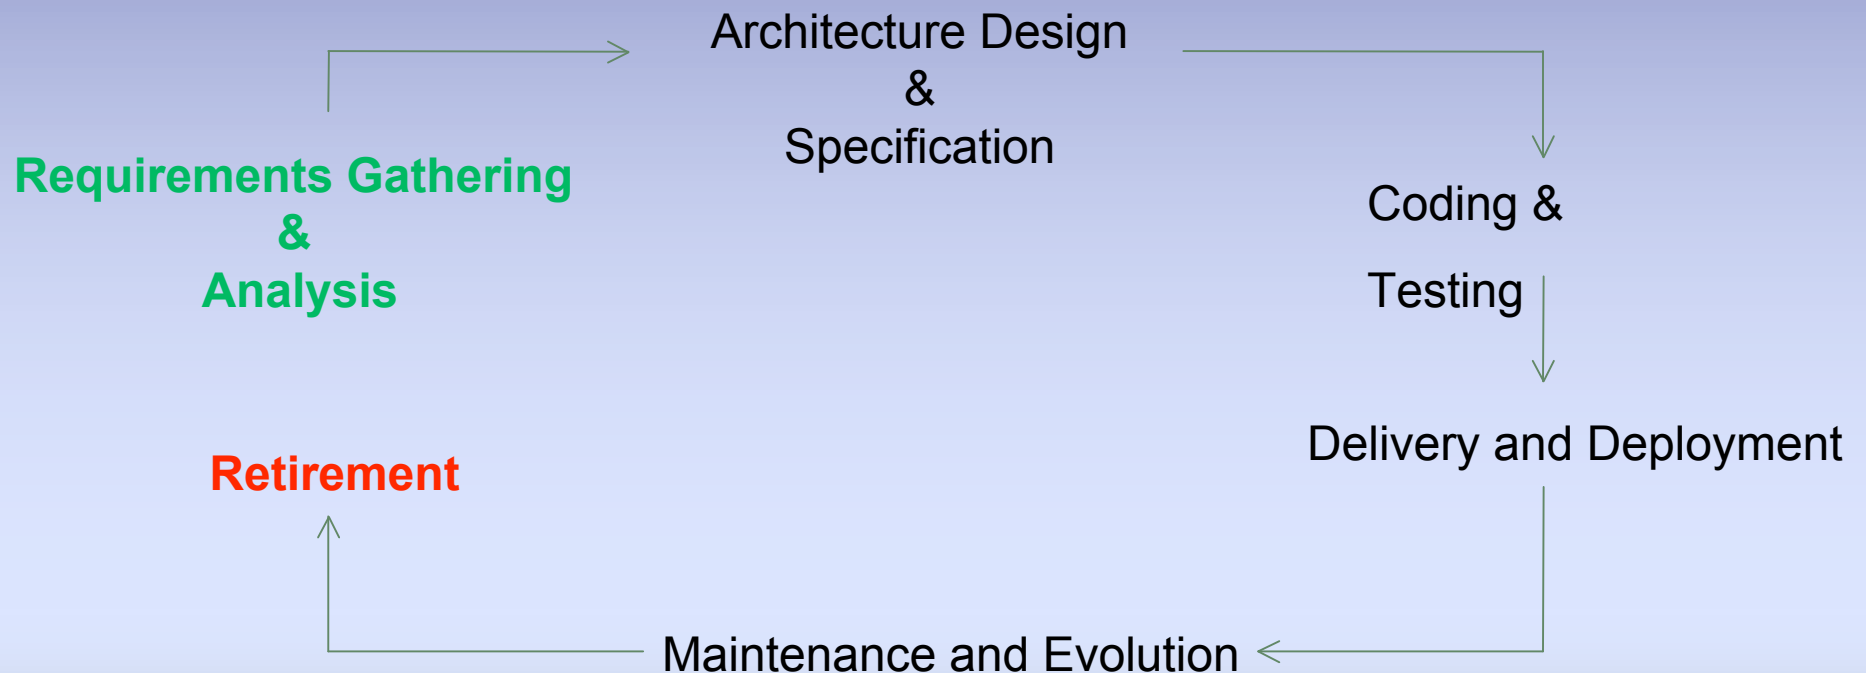 Architecture Design
&
Specification
Requirements Gathering
&
Analysis
Coding &
Testing
Delivery and Deployment
Retirement
Maintenance and Evolution